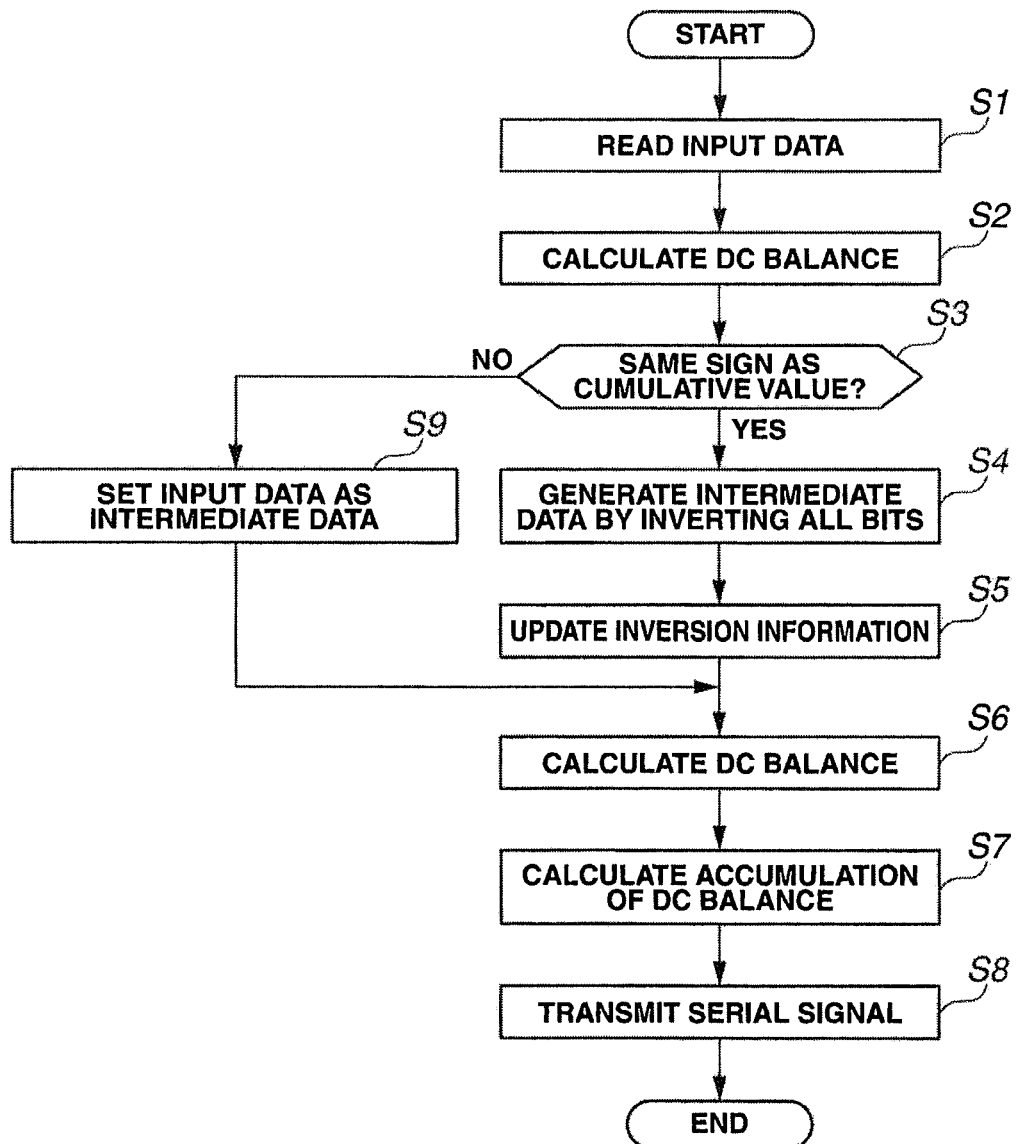 START
S1
READ INPUT DATA
S2
CALCULATE DC BALANCE
S3
SAME SIGN AS
CUMULATIVE VALUE?
NO
YES
S9
SET INPUT DATA AS
INTERMEDIATE DATA
S4
GENERATE INTERMEDIATE
DATA BY INVERTING ALL BITS
S5
UPDATE INVERSION INFORMATION
S6
CALCULATE DC BALANCE
S7
CALCULATE ACCUMULATION
OF DC BALANCE
S8
TRANSMIT SERIAL SIGNAL
END